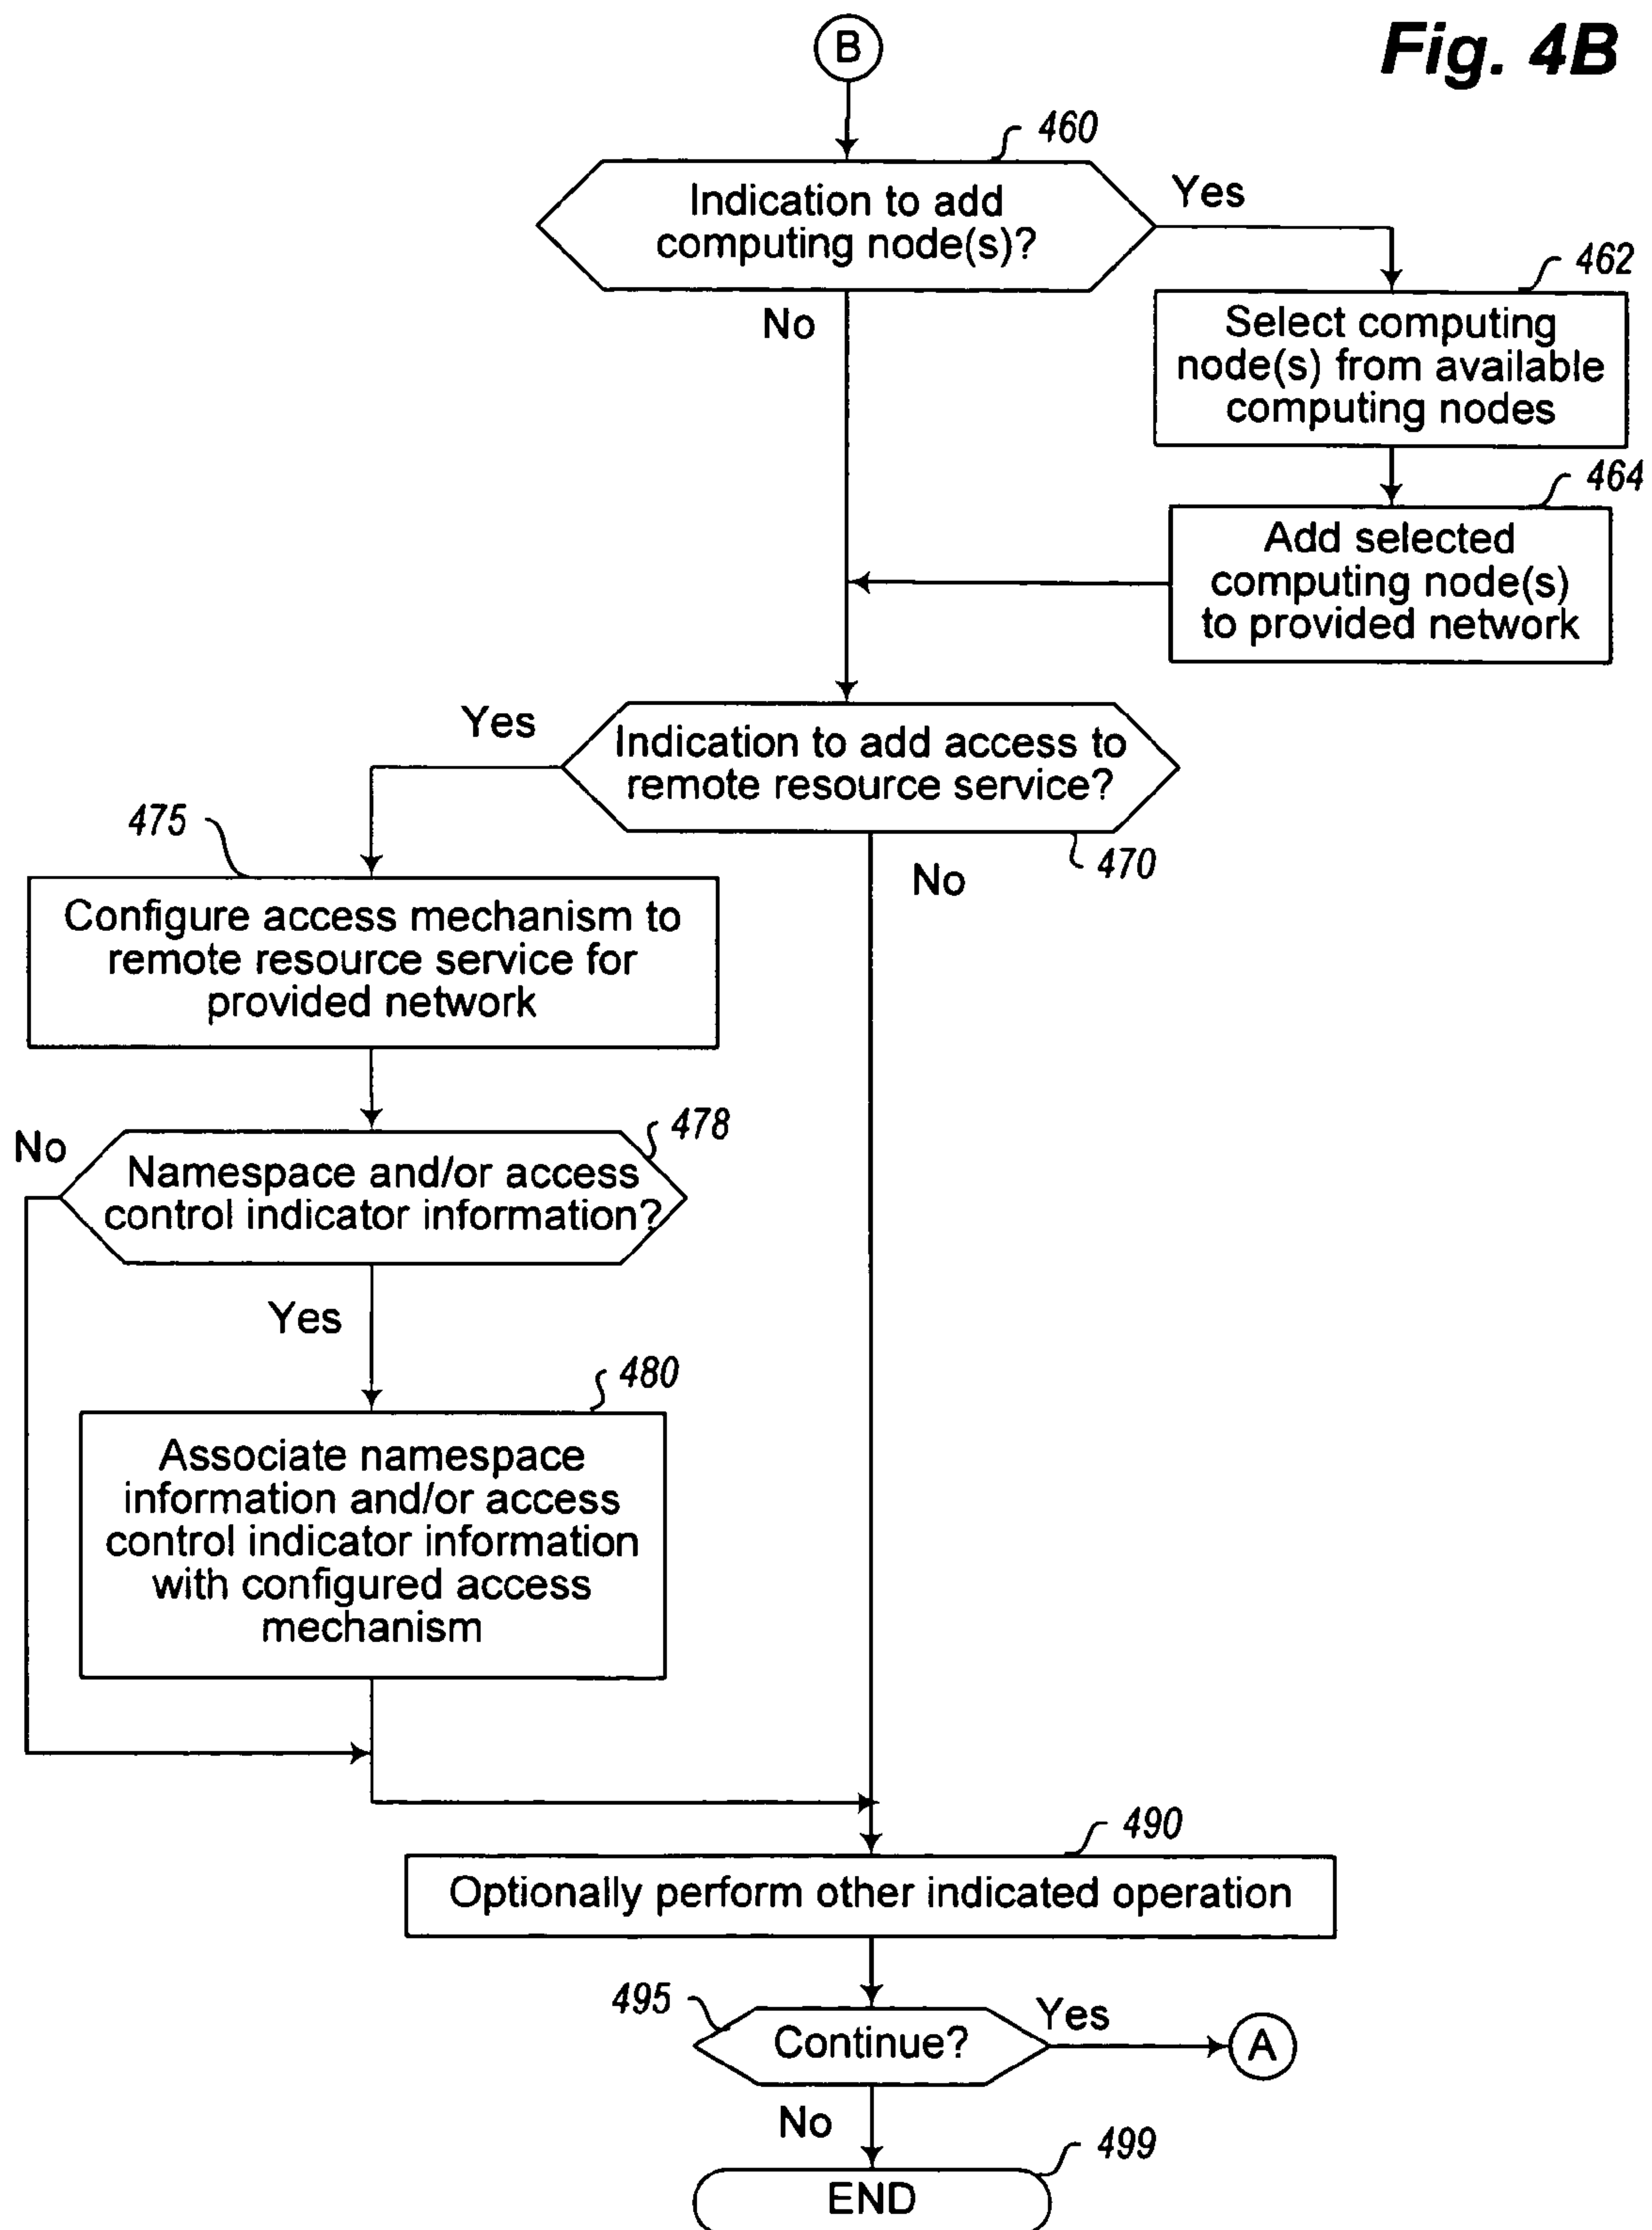 Fig. 4B
B
460
Indication to add
computing node(s)?
Yes
No
462
Select computing
node(s) from available
computing nodes
464
Add selected
computing node(s)
to provided network
Yes
Indication to add access to
remote resource service?
470
No
475
Configure access mechanism to
remote resource service for
provided network
478
No
Namespace and/or access
control indicator information?
Yes
480
Associate namespace
information and/or access
control indicator information
with configured access
mechanism
490
Optionally perform other indicated operation
495
Continue?
Yes
A
No
499
END